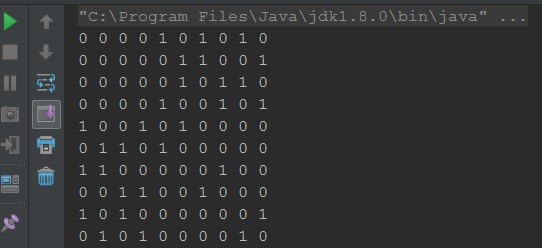 "C:\Program Files\Java\jdk1.8.0\bin\java" ...
0 0 0 0 1 0 1 0 1 0
0 0 0 0 0 1 1 0 0 1
0 0 0 0 0 1 0 1 1 0
0 0 0 0 1 0 0 1 0 1
1 0 0 1 0 1 0 0 0 0
0 1 1 0 1 0 0 0 0 0
1 1 0 0 0 0 0 1 0 0
0 0 1 1 0 0 1 0 0 0
1 0 1 0 0 0 0 0 0 1
0 1 0 1 0 0 0 0 1 0